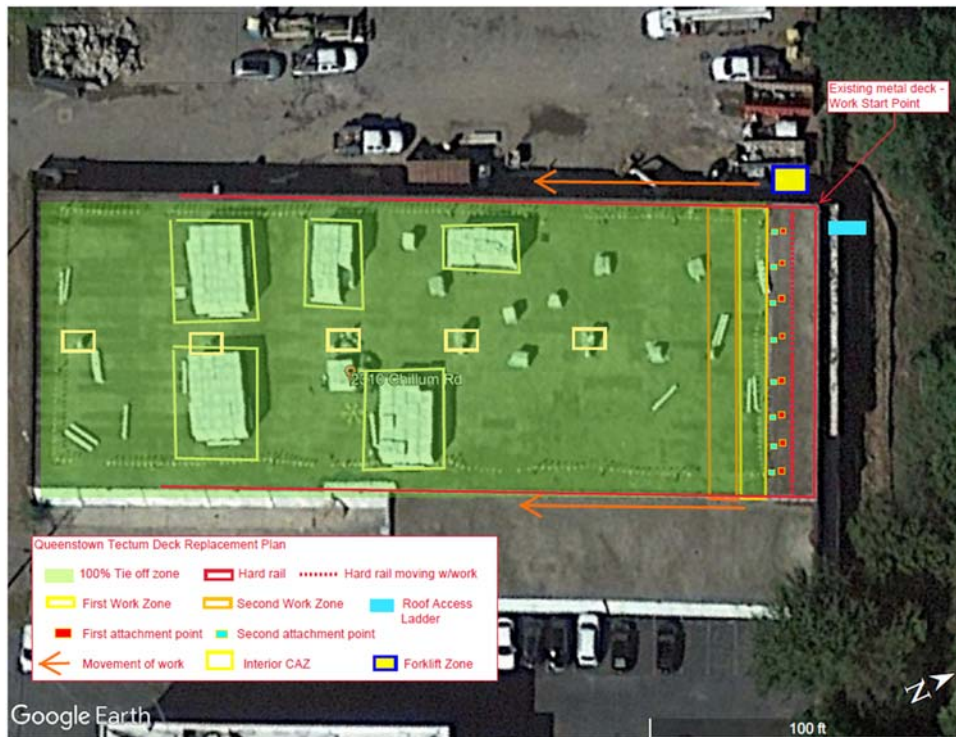 Existing metal deck -
Work Start Point
2310 Chillum Rd
Queenstown Tectum Deck Replacement Plan
100% Tie off zone
Hard rail
Hard rail moving w/work
First Work Zone
Second Work Zone
Roof Access
Ladder
First attachment point
Second attachment point
Movement of work
Interior CAZ
Forklift Zone
N
Google Earth
100 ft